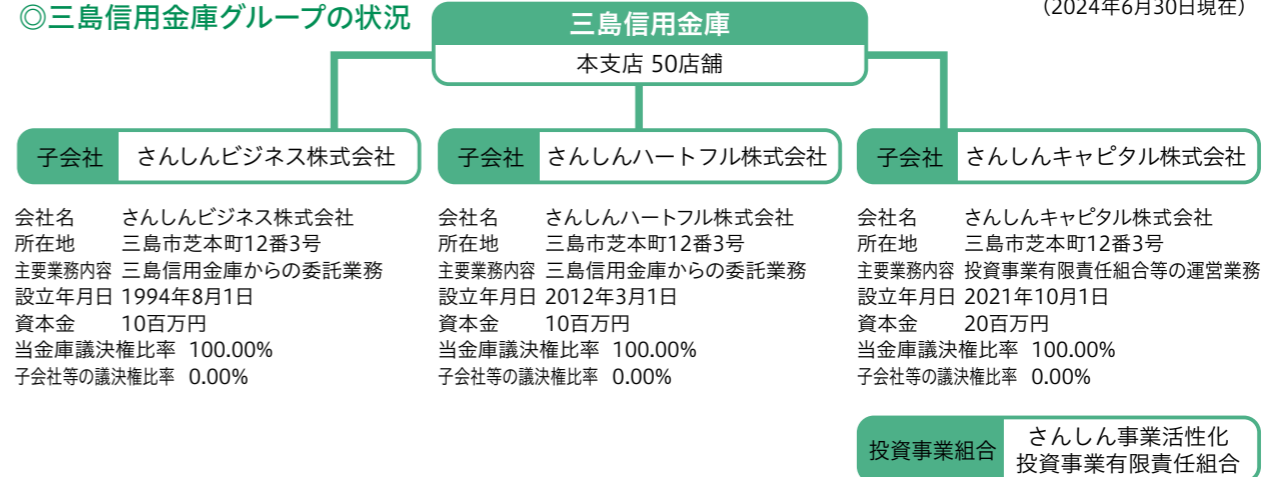 ◎三島信用金庫グループの状況
(2024年6月30日現在)
三島信用金庫
本支店 50店舗
子会社 さんしんビジネス株式会社
会社名 さんしんビジネス株式会社
所在地 三島市芝本町12番3号
主要業務内容 三島信用金庫からの委託業務
設立年月日 1994年8月1日
資本金 10百万円
当金庫議決権比率 100.00%
子会社等の議決権比率 0.00%
子会社 さんしんハートフル株式会社
会社名 さんしんハートフル株式会社
所在地 三島市芝本町12番3号
主要業務内容 三島信用金庫からの委託業務
設立年月日 2012年3月1日
資本金 10百万円
当金庫議決権比率 100.00%
子会社等の議決権比率 0.00%
子会社 さんしんキャピタル株式会社
会社名 さんしんキャピタル株式会社
所在地 三島市芝本町12番3号
主要業務内容 投資事業有限責任組合等の運営業務
設立年月日 2021年10月1日
資本金 20百万円
当金庫議決権比率 100.00%
子会社等の議決権比率 0.00%
投資事業組合
さんしん事業活性化
投資事業有限責任組合